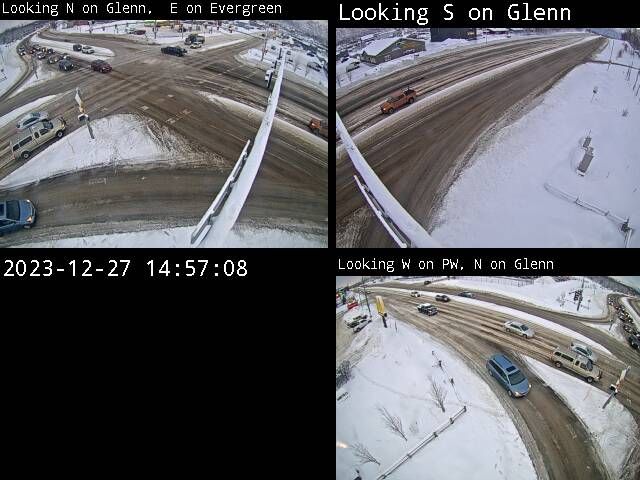 Looking N on Glenn,  E on Evergreen
Looking S on Glenn
2023-12-27 14:57:08
Looking W on PW, N on Glenn